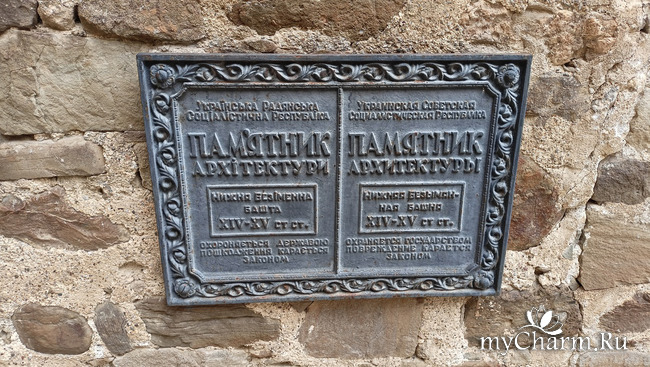 Українська Радянська
Соціалістична Республіка
ПАМ'ЯТНИК
АРХІТЕКТУРИ
НИЖНЯ БЕЗІМЕННА
БАШТА
XIV-XV СТ СТ.
ОХОРОНЯЄТЬСЯ ДЕРЖАВОЮ
ПОШКОДЖЕННЯ КАРАЄТЬСЯ
ЗАКОНОМ
Украинская Советская
Социалистическая Республика
ПАМЯТНИК
АРХИТЕКТУРЫ
НИЖНЯЯ БЕЗЫМЯН-
НАЯ БАШНЯ
XIV-XV СТ СТ.
ОХРАНЯЕТСЯ ГОСУДАРСТВОМ
ПОВРЕЖДЕНИЕ КАРАЕТСЯ
ЗАКОНОМ
myCharm.Ru